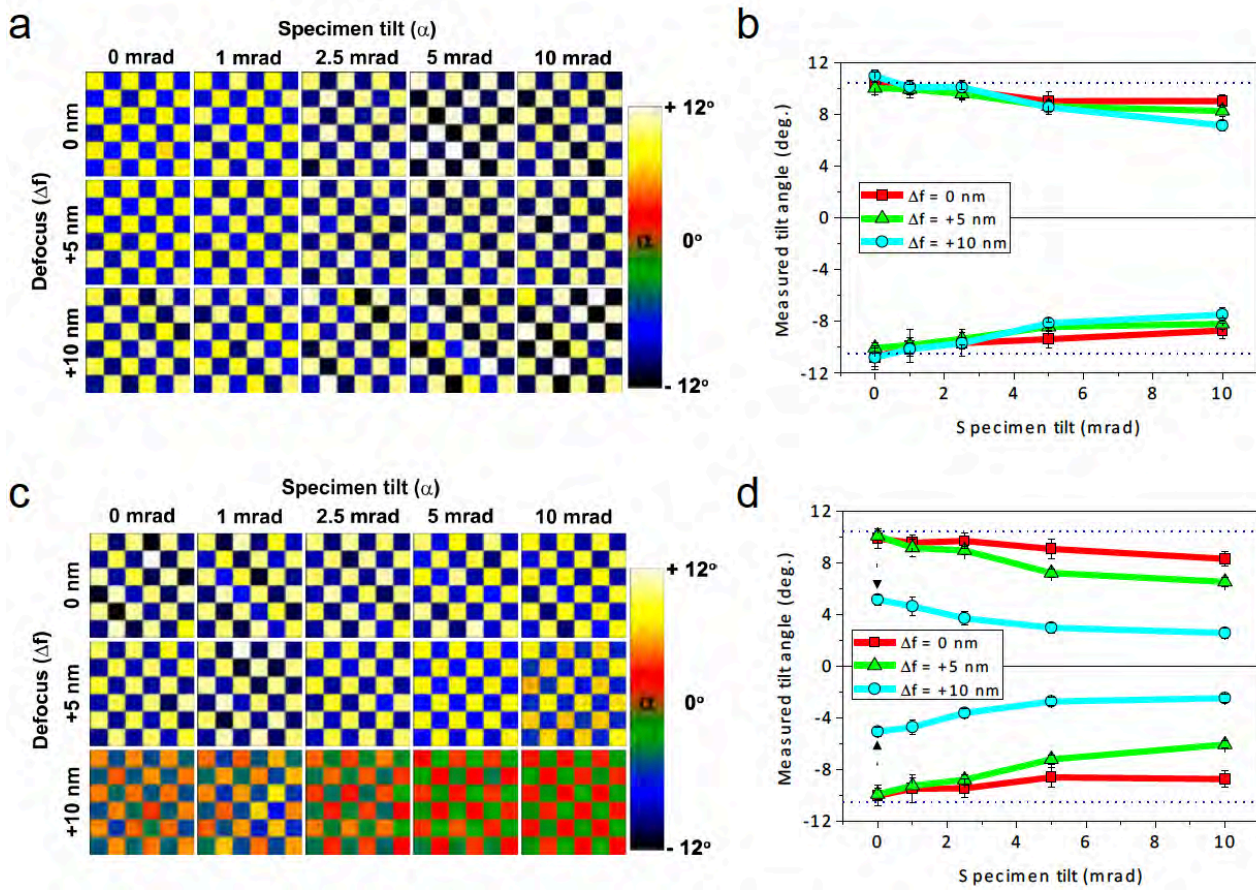 a
Specimen tilt (α)
0 mrad 1 mrad 2.5 mrad 5 mrad 10 mrad
Defocus (Δf)
0 nm
+5 nm
+10 nm
+ 12°
α 0°
- 12°
b
Measured tilt angle (deg.)
12
8
4
0
-4
-8
-12
Δf = 0 nm
Δf = +5 nm
Δf = +10 nm
0 2 4 6 8 10
Specimen tilt (mrad)
c
Specimen tilt (α)
0 mrad 1 mrad 2.5 mrad 5 mrad 10 mrad
Defocus (Δf)
0 nm
+5 nm
+10 nm
+ 12°
α 0°
- 12°
d
Measured tilt angle (deg.)
12
8
4
0
-4
-8
-12
Δf = 0 nm
Δf = +5 nm
Δf = +10 nm
0 2 4 6 8 10
Specimen tilt (mrad)